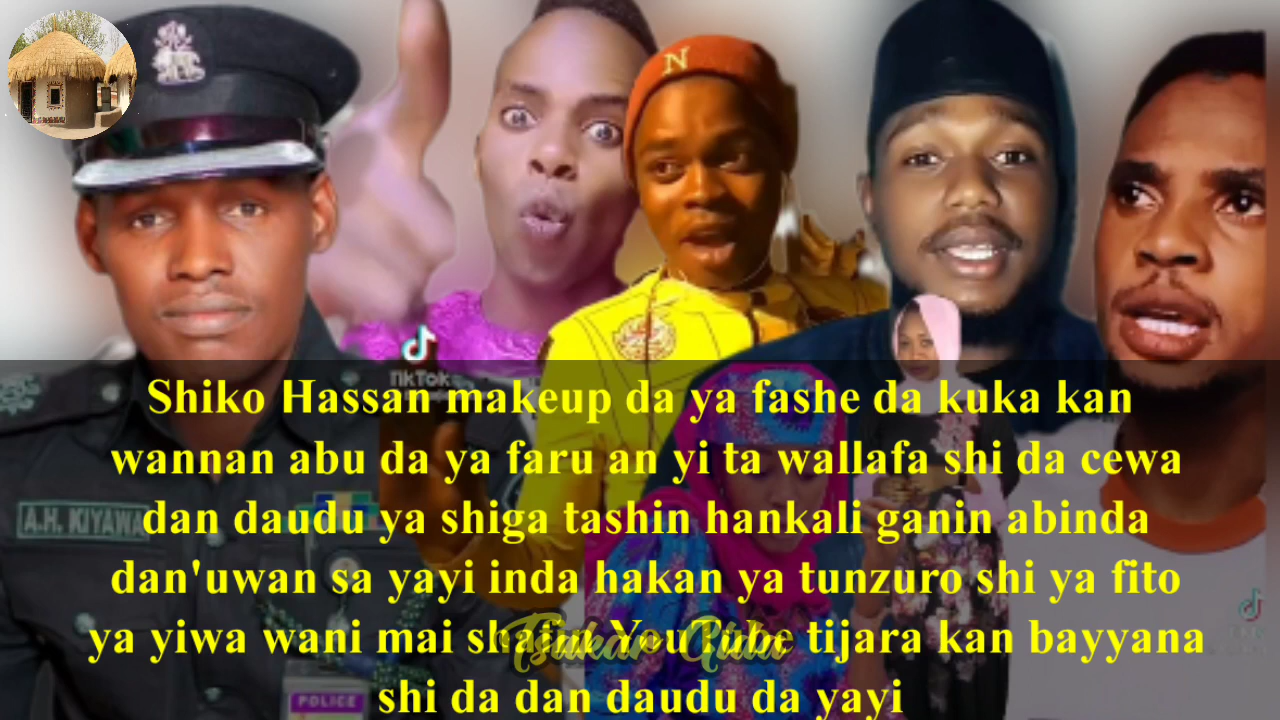 N
TikTok
Shiko Hassan makeup da ya fashe da kuka kan
wannan abu da ya faru an yi ta wallafa shi da cewa
dan daudu ya shiga tashin hankali ganin abinda
A.H. KIYAWA
dan'uwan sa yayi inda hakan ya tunzuro shi ya fito
ya yiwa wani mai shafin YouTube tijara kan bayyana
shi da dan daudu da yayi
POLICE